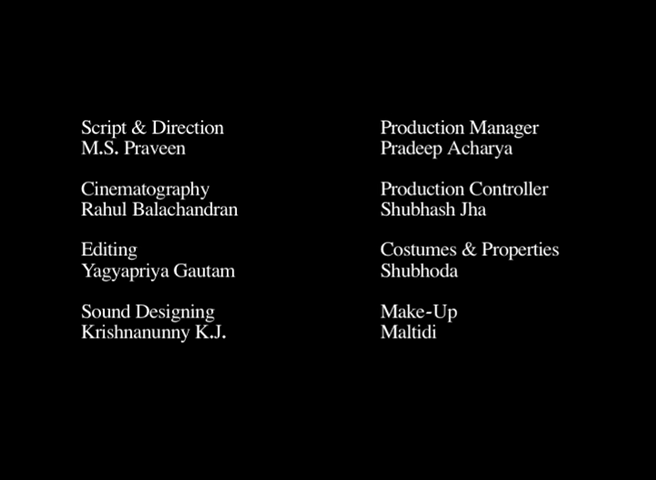 Script & Direction
M.S. Praveen
Cinematography
Rahul Balachandran
Editing
Yagyapriya Gautam
Sound Designing
Krishnanunny K.J.
Production Manager
Pradeep Acharya
Production Controller
Shubhash Jha
Costumes & Properties
Shubhoda
Make-Up
Maltidi